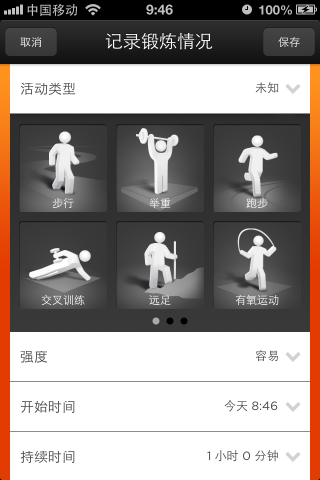 中国移动 9:46 100%
取消 记录锻炼情况 保存
活动类型 未知
步行 举重 跑步
交叉训练 远足 有氧运动
强度 容易
开始时间 今天 8:46
持续时间 1 小时 0 分钟